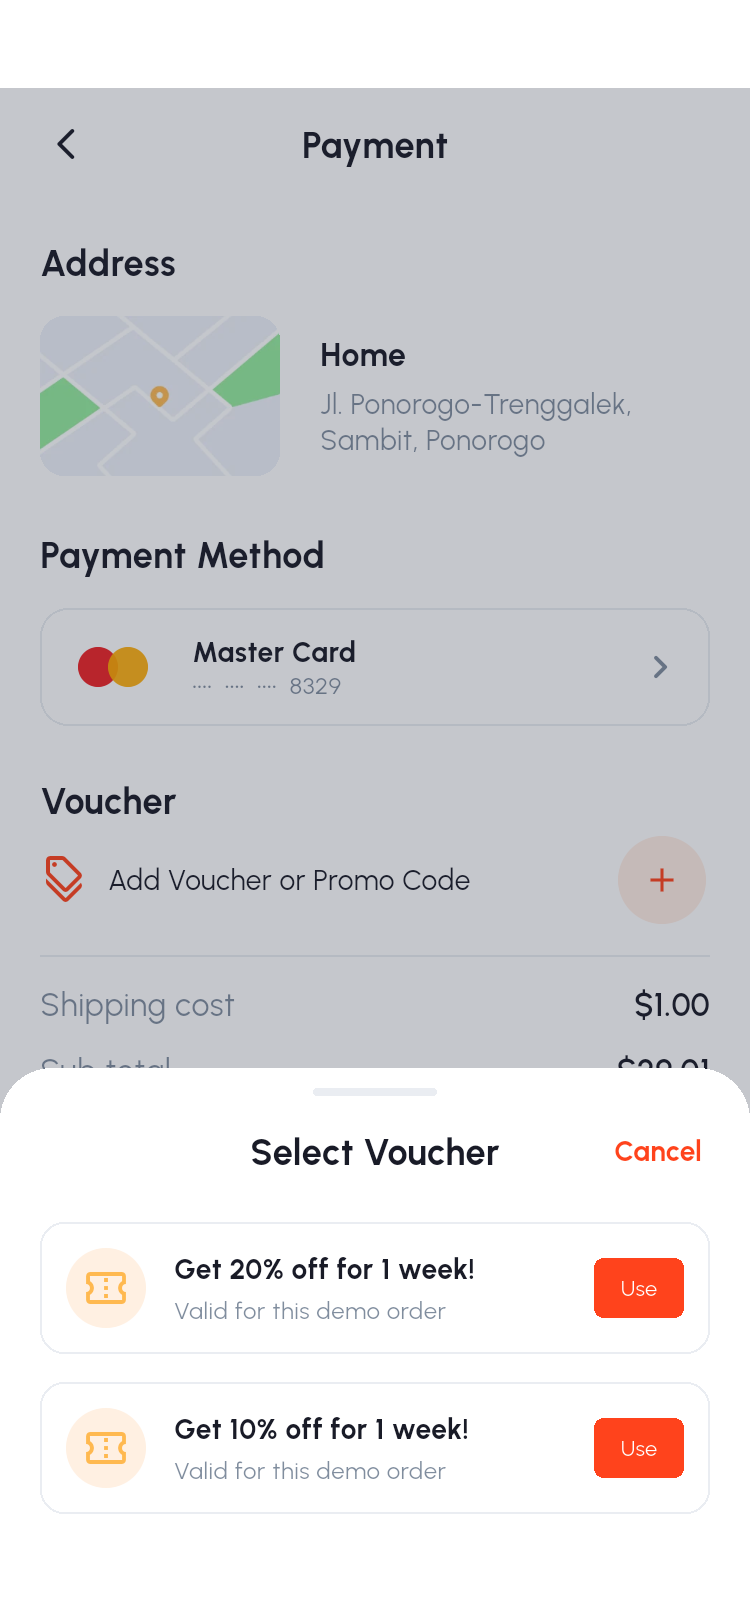 Payment
Address
Home
Jl. Ponorogo-Trenggalek,
Sambit, Ponorogo
Payment Method
Master Card
···· ···· ···· 8329
Voucher
Add Voucher or Promo Code
Shipping cost $1.00
Sub total
Select Voucher Cancel
Get 20% off for 1 week!
Valid for this demo order
Use
Get 10% off for 1 week!
Valid for this demo order
Use